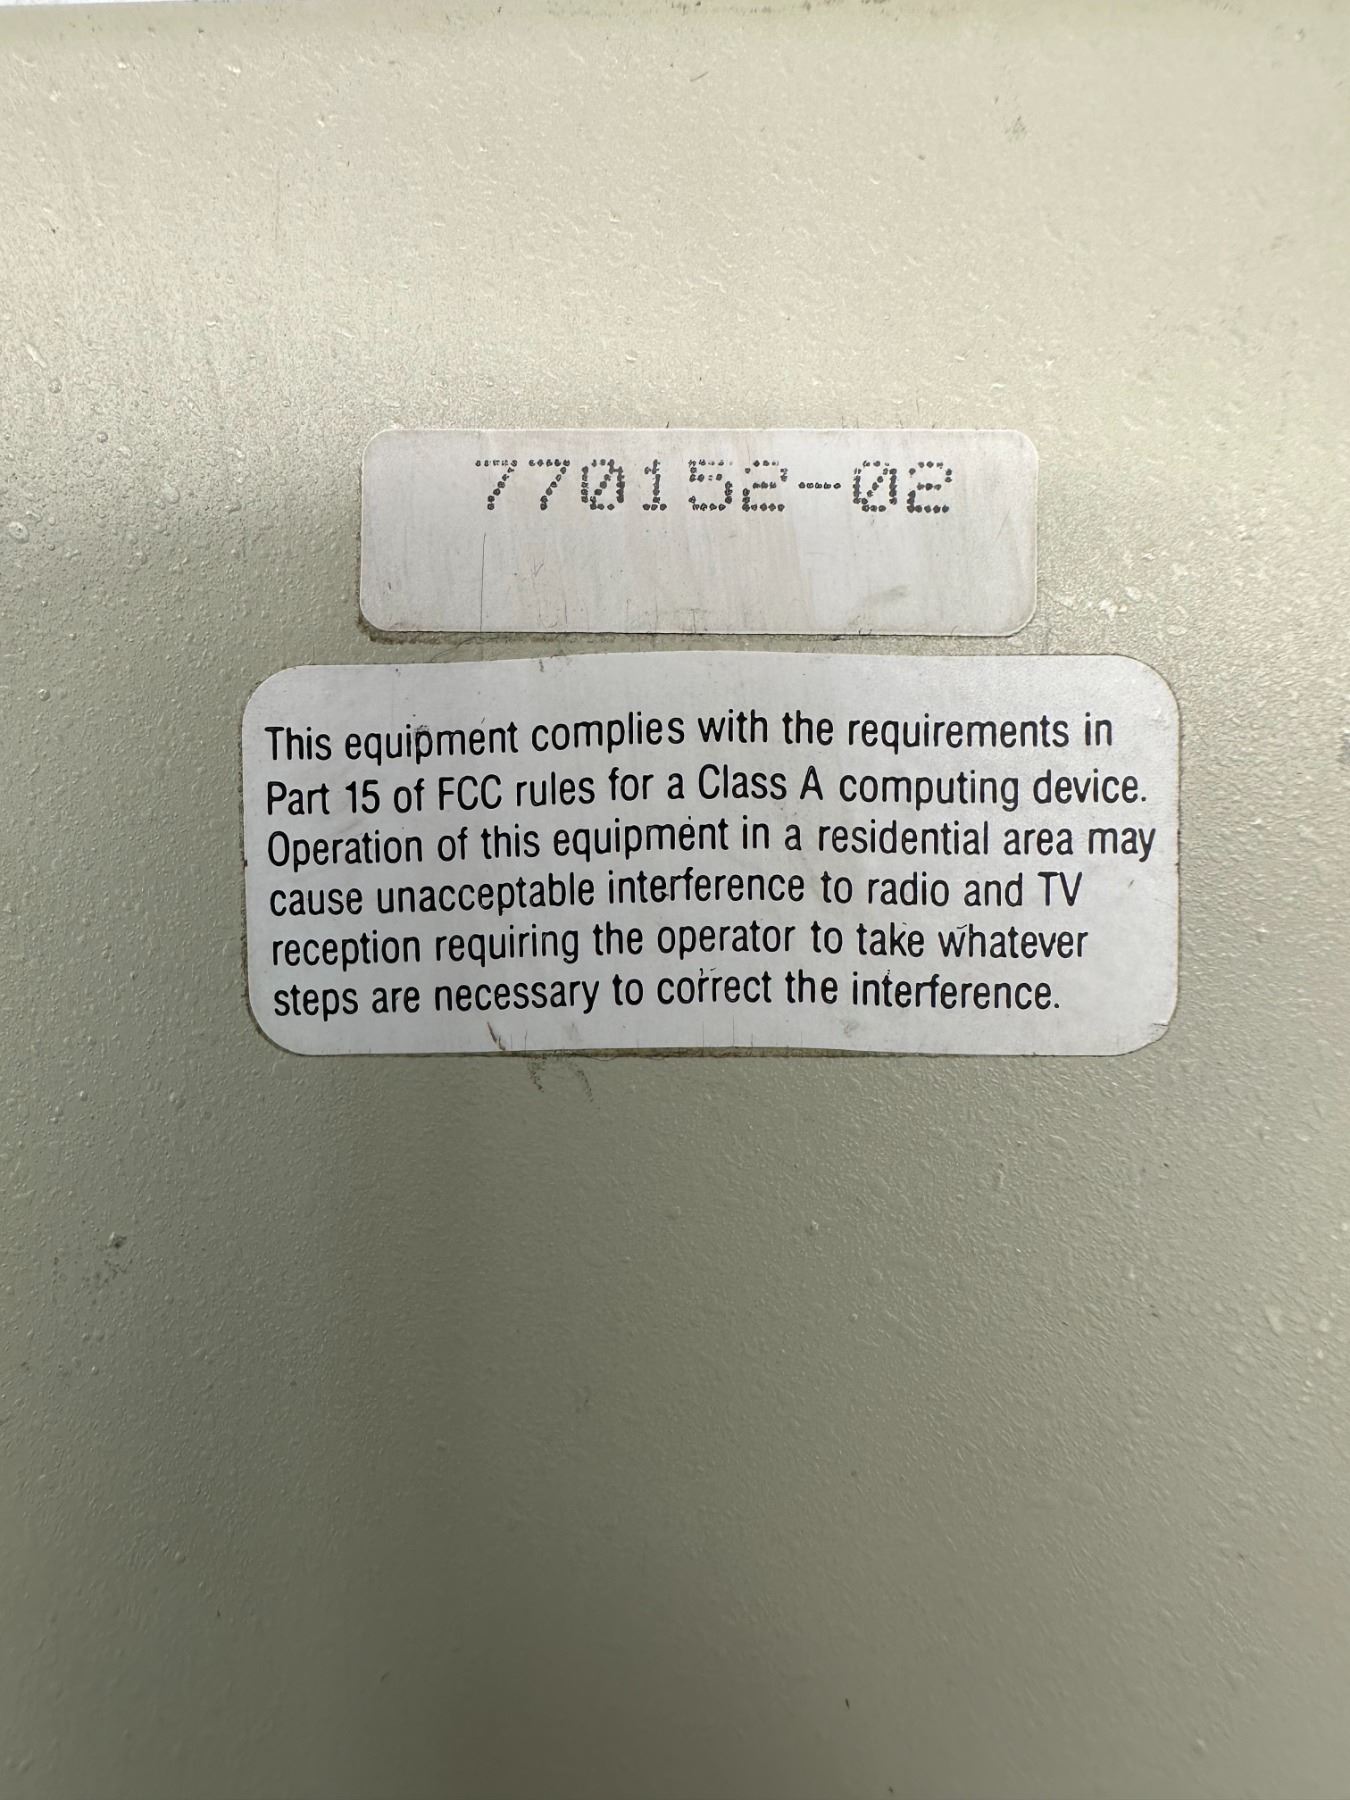 770152-02
This equipment complies with the requirements in
Part 15 of FCC rules for a Class A computing device.
Operation of this equipment in a residential area may
cause unacceptable interference to radio and TV
reception requiring the operator to take whatever
steps are necessary to correct the interference.